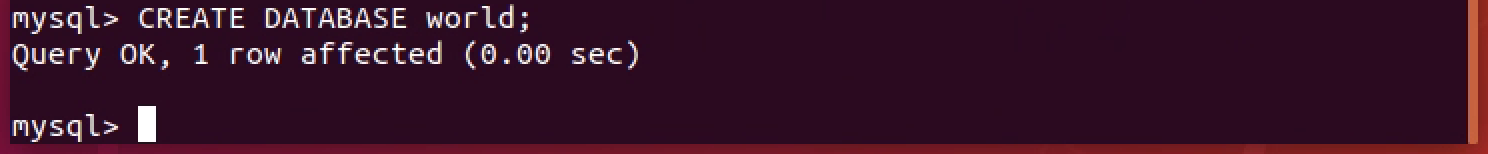 mysql> CREATE DATABASE world;
Query OK, 1 row affected (0.00 sec)
mysql>